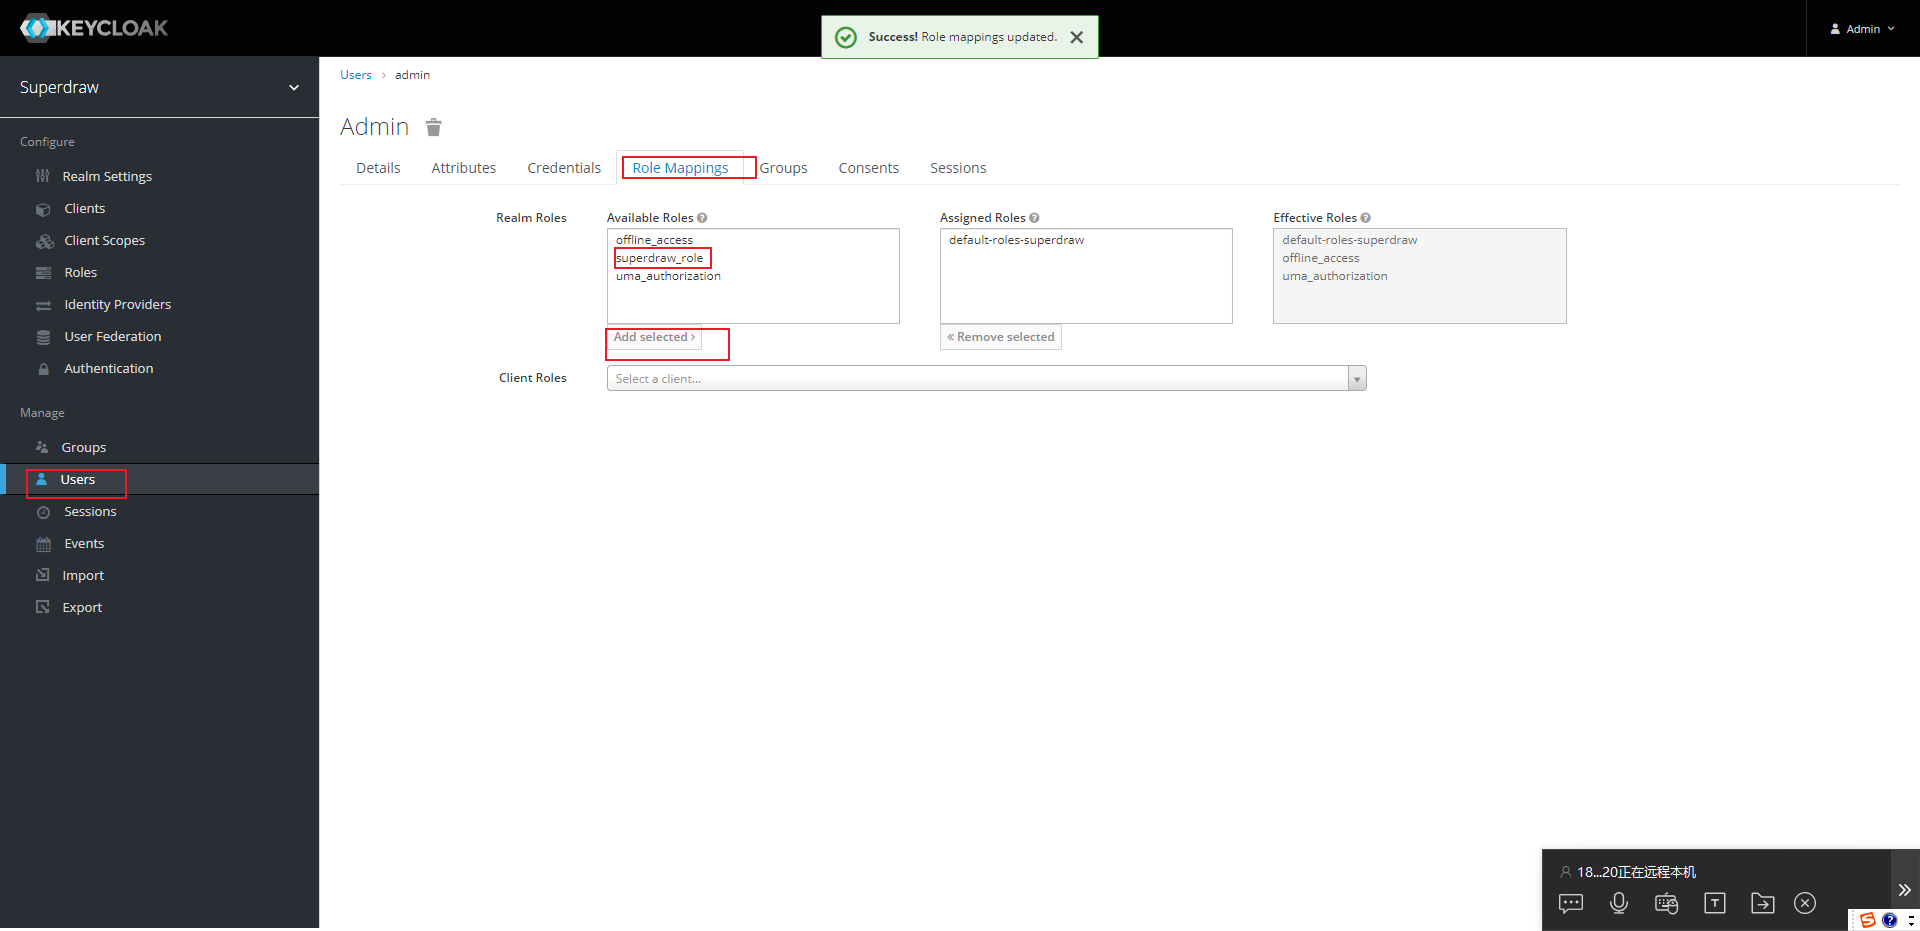 KEYCLOAK
Success! Role mappings updated.
Admin
Superdraw
Configure
Realm Settings
Clients
Client Scopes
Roles
Identity Providers
User Federation
Authentication
Manage
Groups
Users
Sessions
Events
Import
Export
Users > admin
Admin
Details Attributes Credentials Role Mappings Groups Consents Sessions
Realm Roles
Available Roles
offline_access
superdraw_role
uma_authorization
Add selected >
Assigned Roles
default-roles-superdraw
« Remove selected
Effective Roles
default-roles-superdraw
offline_access
uma_authorization
Client Roles
Select a client...
18...20正在远程本机